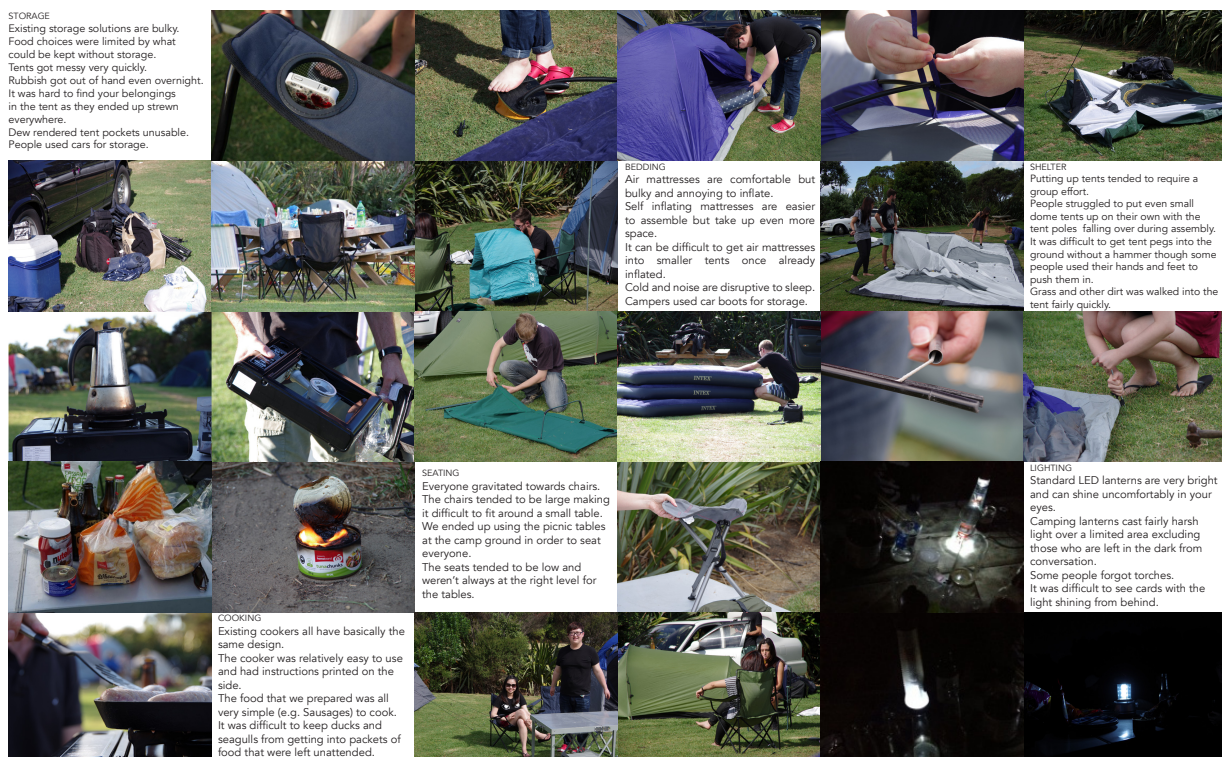 STORAGE
Existing storage solutions are bulky.
Food choices were limited by what
could be kept without storage.
Tents got messy very quickly.
Rubbish got out of hand even overnight.
It was hard to find your belongings
in the tent as they ended up strewn
everywhere.
Dew rendered tent pockets unusable.
People used cars for storage.
BEDDING
Air mattresses are comfortable but
bulky and annoying to inflate.
Self inflating mattresses are easier
to assemble but take up even more
space.
It can be difficult to get air mattresses
into smaller tents once already
inflated.
Cold and noise are disruptive to sleep.
Campers used car boots for storage.
SHELTER
Putting up tents tended to require a
group effort.
People struggled to put even small
dome tents up on their own with the
tent poles falling over during assembly.
It was difficult to get tent pegs into the
ground without a hammer though some
people used their hands and feet to
push them in.
Grass and other dirt was walked into the
tent fairly quickly.
INTEX
INTEX
INTEX
SEATING
Everyone gravitated towards chairs.
The chairs tended to be large making
it difficult to fit around a small table.
We ended up using the picnic tables
at the camp ground in order to seat
everyone.
The seats tended to be low and
weren't always at the right level for
the tables.
LIGHTING
Standard LED lanterns are very bright
and can shine uncomfortably in your
eyes.
Camping lanterns cast fairly harsh
light over a limited area excluding
those who are left in the dark from
conversation.
Some people forgot torches.
It was difficult to see cards with the
light shining from behind.
COOKING
Existing cookers all have basically the
same design.
The cooker was relatively easy to use
and had instructions printed on the
side.
The food that we prepared was all
very simple (e.g. Sausages) to cook.
It was difficult to keep ducks and
seagulls from getting into packets of
food that were left unattended.